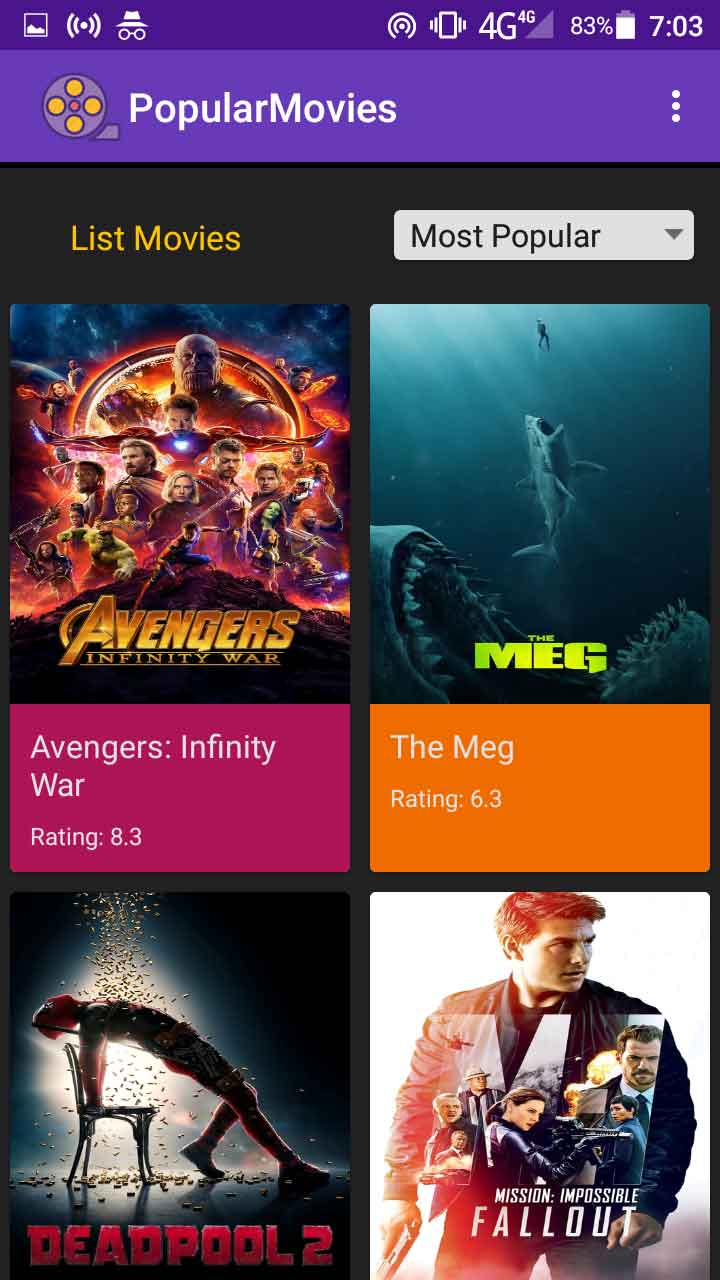 4G 4G 83% 7:03
PopularMovies
List Movies
Most Popular
AVENGERS
INFINITY WAR
THE
MEG
Avengers: Infinity
War
Rating: 8.3
The Meg
Rating: 6.3
DEADPOOL 2
MI
MISSION: IMPOSSIBLE
FALLOUT